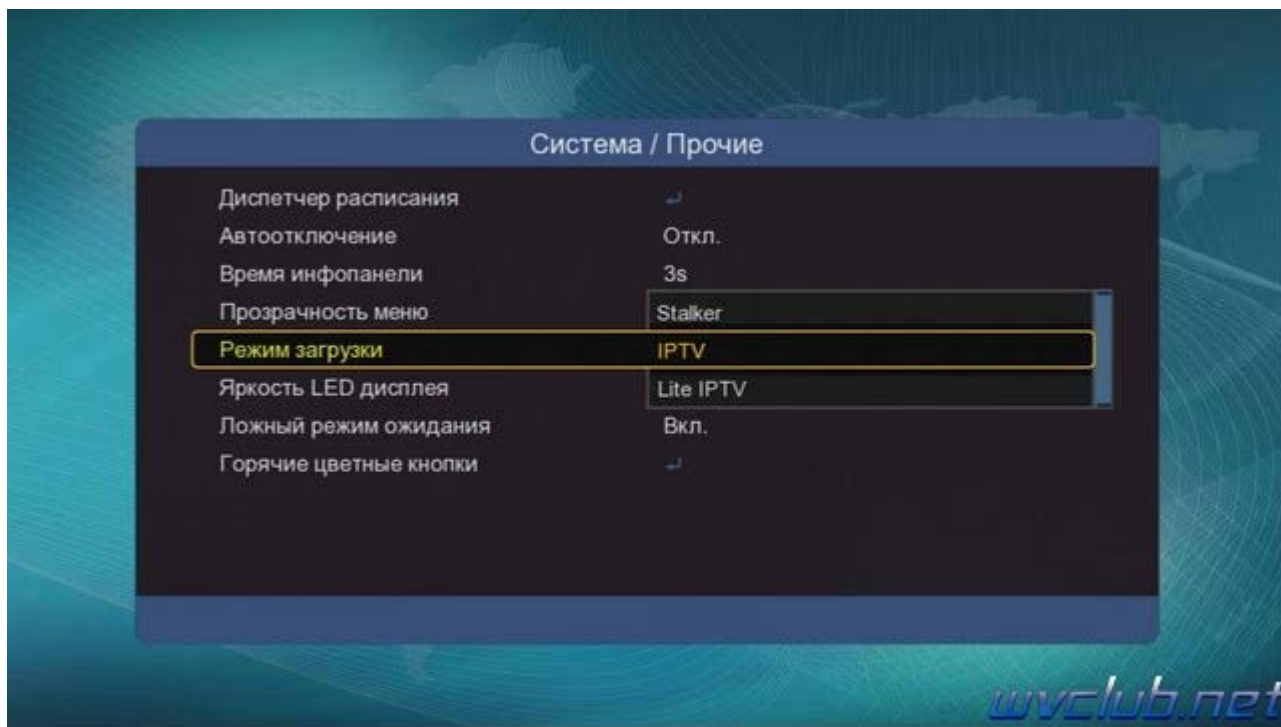 Система / Прочие
Диспетчер расписания
Автоотключение Откл.
Время инфопанели 3s
Прозрачность меню Stalker
Режим загрузки IPTV
Яркость LED дисплея Lite IPTV
Ложный режим ожидания Вкл.
Горячие цветные кнопки
wvclub.net